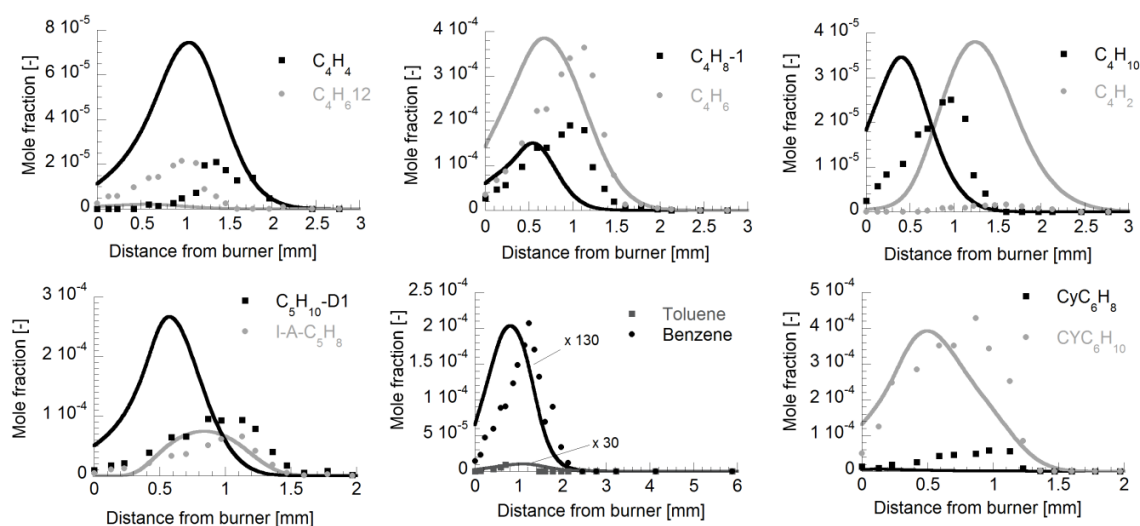 8 10⁻⁵
6 10⁻⁵
4 10⁻⁵
2 10⁻⁵
0
0 0.5 1 1.5 2 2.5 3
Mole fraction [-]
Distance from burner [mm]
C₄H₄
C₄H₆12
4 10⁻⁴
3 10⁻⁴
2 10⁻⁴
1 10⁻⁴
0
0.0 0.5 1.0 1.5 2.0 2.5 3.0
Mole fraction [-]
Distance from burner [mm]
C₄H₈-1
C₄H₆
4 10⁻⁵
3 10⁻⁵
2 10⁻⁵
1 10⁻⁵
0
0 0.5 1 1.5 2 2.5 3
Mole fraction [-]
Distance from burner [mm]
C₄H₁₀
C₄H₂
3 10⁻⁴
2 10⁻⁴
1 10⁻⁴
0
0 0.5 1 1.5 2
Mole fraction [-]
Distance from burner [mm]
C₅H₁₀-D1
I-A-C₅H₈
2.5 10⁻⁴
2 10⁻⁴
1.5 10⁻⁴
1 10⁻⁴
5 10⁻⁵
0
0 1 2 3 4 5 6
Mole fraction [-]
Distance from burner [mm]
Toluene
Benzene
x 130
x 30
5 10⁻⁴
4 10⁻⁴
3 10⁻⁴
2 10⁻⁴
1 10⁻⁴
0
0 0.5 1 1.5 2
Mole fraction [-]
Distance from burner [mm]
CyC₆H₈
CYC₆H₁₀